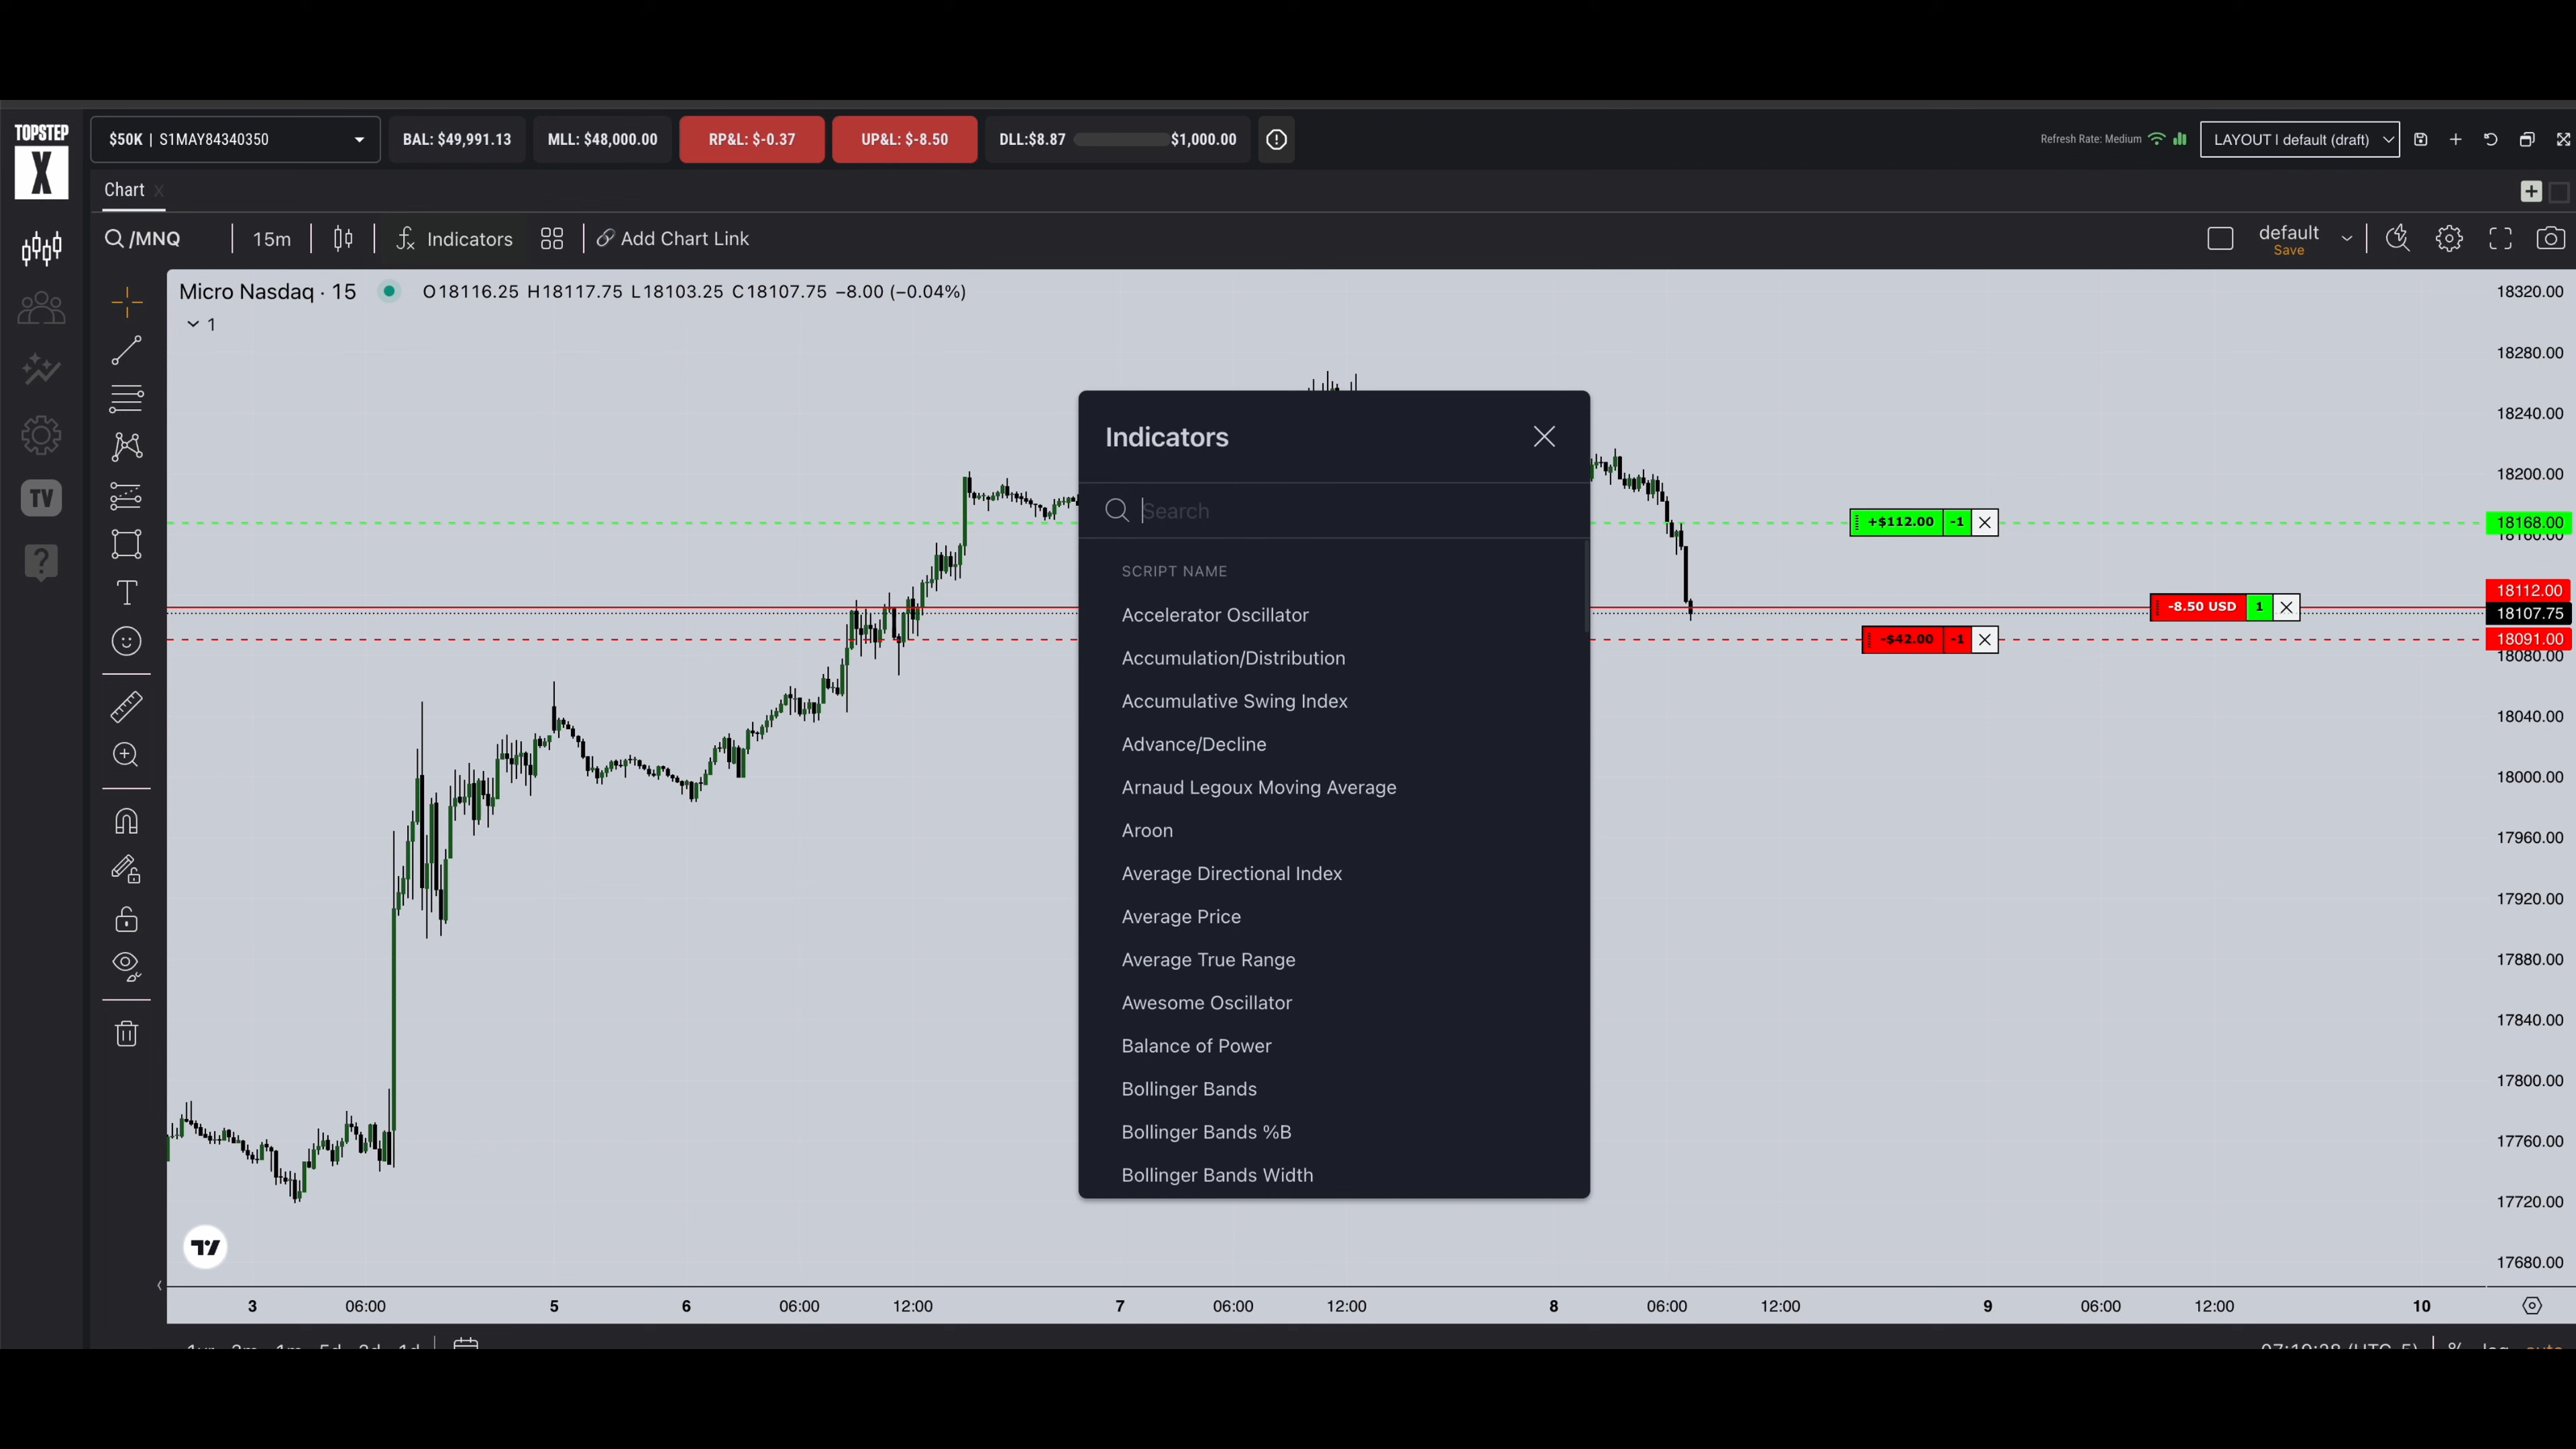 TOPSTEP
X
$50K | S1MAY84340350
BAL: $49,991.13
MLL: $48,000.00
RP&L: $-0.37
UP&L: $-8.50
DLL:$8.87
$1,000.00
Refresh Rate: Medium
LAYOUT | default (draft)
Chart x
/MNQ
15m
Indicators
Add Chart Link
default
Save
Micro Nasdaq · 15
O18116.25 H18117.75 L18103.25 C18107.75 −8.00 (−0.04%)
1
TV
?
T
Indicators
Search
SCRIPT NAME
Accelerator Oscillator
Accumulation/Distribution
Accumulative Swing Index
Advance/Decline
Arnaud Legoux Moving Average
Aroon
Average Directional Index
Average Price
Average True Range
Awesome Oscillator
Balance of Power
Bollinger Bands
Bollinger Bands %B
Bollinger Bands Width
+$112.00 -1
-8.50 USD 1
-$42.00 -1
18320.00
18280.00
18240.00
18200.00
18168.00
18160.00
18112.00
18107.75
18091.00
18080.00
18040.00
18000.00
17960.00
17920.00
17880.00
17840.00
17800.00
17760.00
17720.00
17680.00
3 06:00 5 6 06:00 12:00 7 06:00 12:00 8 06:00 12:00 9 06:00 12:00 10